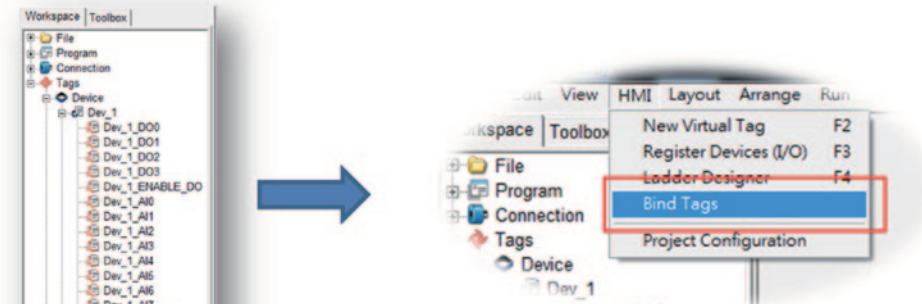 Workspace Toolbox
File
Program
Connection
Tags
Device
Dev_1
Dev_1_DO0
Dev_1_DO1
Dev_1_DO2
Dev_1_DO3
Dev_1_ENABLE_DO
Dev_1_AI0
Dev_1_AI1
Dev_1_AI2
Dev_1_AI3
Dev_1_AI4
Dev_1_AI5
Dev_1_AI6
Dev_1_AI7
View HMI Layout Arrange Run
Toolbox
File
Program
Connection
Tags
Device
Dev_1
New Virtual Tag F2
Register Devices (I/O) F3
Ladder Designer F4
Bind Tags
Project Configuration